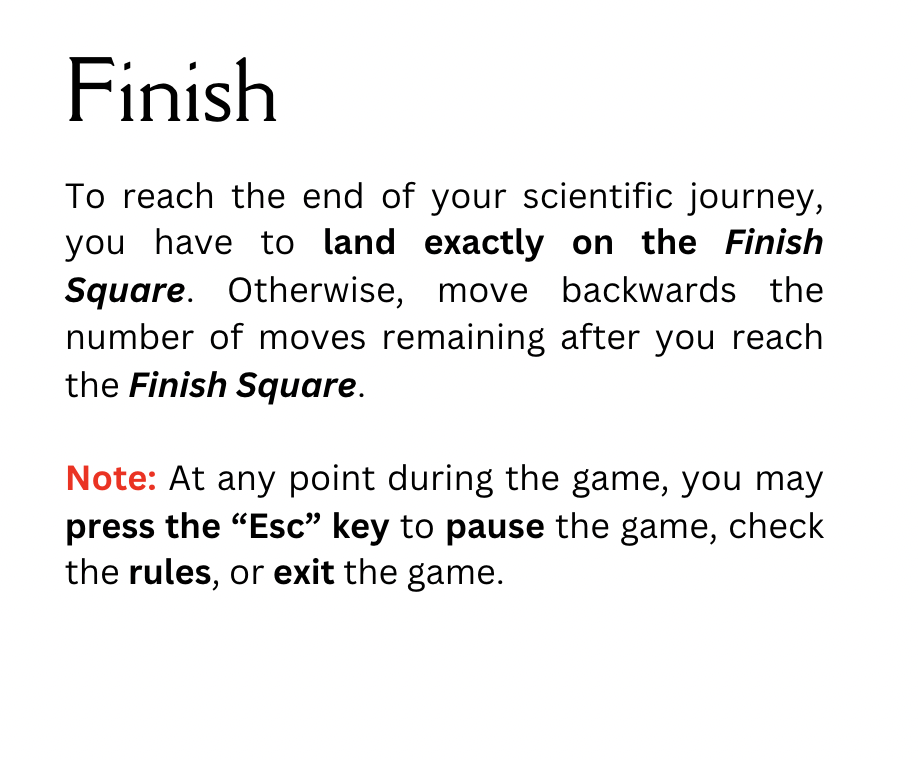 Finish
To reach the end of your scientific journey,
you have to land exactly on the Finish
Square. Otherwise, move backwards the
number of moves remaining after you reach
the Finish Square.
Note: At any point during the game, you may
press the “Esc” key to pause the game, check
the rules, or exit the game.